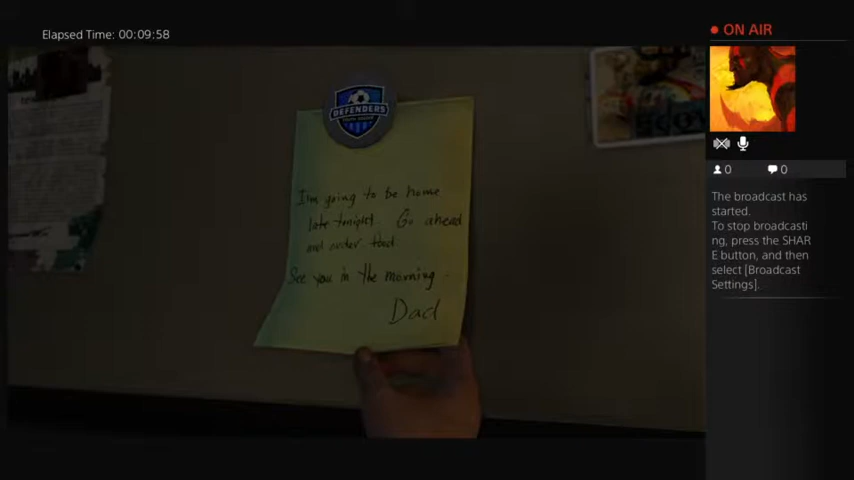 Elapsed Time: 00:09:58
ON AIR
DEFENDERS
I'm going to be home
late tonight. Go ahead
and order food
See you in the morning -
Dad
0
0
The broadcast has
started.
To stop broadcasti
ng, press the SHAR
E button, and then
select [Broadcast
Settings].